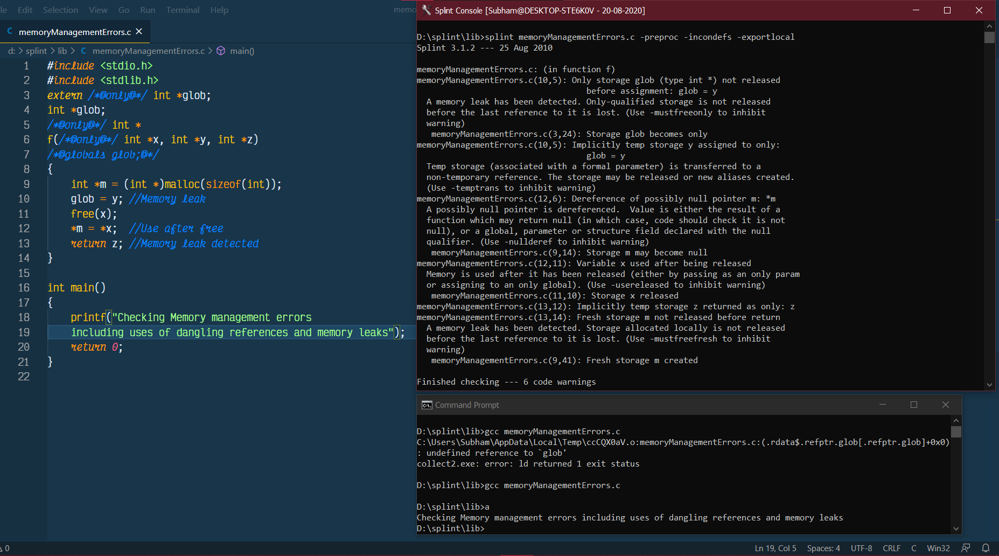 le Edit Selection View Go Run Terminal Help memo
C memoryManagementErrors.c
d: > splint > lib > C memoryManagementErrors.c > main()
1 #include <stdio.h>
2 #include <stdlib.h>
3 extern /*@only@*/ int *glob;
4 int *glob;
5 /*@only@*/ int *
6 f(/*@only@*/ int *x, int *y, int *z)
7 /*@globals glob;@*/
8 {
9 int *m = (int *)malloc(sizeof(int));
10 glob = y; //Memory leak
11 free(x);
12 *m = *x; //Use after free
13 return z; //Memory leak detected
14 }
15
16 int main()
17 {
18 printf("Checking Memory management errors
19 including uses of dangling references and memory leaks");
20 return 0;
21 }
22
Splint Console [Subham@DESKTOP-STE6K0V - 20-08-2020]
D:\splint\lib>splint memoryManagementErrors.c -preproc -incondefs -exportlocal
Splint 3.1.2 --- 25 Aug 2010
memoryManagementErrors.c: (in function f)
memoryManagementErrors.c(10,5): Only storage glob (type int *) not released
before assignment: glob = y
A memory leak has been detected. Only-qualified storage is not released
before the last reference to it is lost. (Use -mustfreeonly to inhibit
warning)
memoryManagementErrors.c(3,24): Storage glob becomes only
memoryManagementErrors.c(10,5): Implicitly temp storage y assigned to only:
glob = y
Temp storage (associated with a formal parameter) is transferred to a
non-temporary reference. The storage may be released or new aliases created.
(Use -temptrans to inhibit warning)
memoryManagementErrors.c(12,6): Dereference of possibly null pointer m: *m
A possibly null pointer is dereferenced.  Value is either the result of a
function which may return null (in which case, code should check it is not
null), or a global, parameter or structure field declared with the null
qualifier. (Use -nullderef to inhibit warning)
memoryManagementErrors.c(9,14): Storage m may become null
memoryManagementErrors.c(12,11): Variable x used after being released
Memory is used after it has been released (either by passing as an only param
or assigning to an only global). (Use -usereleased to inhibit warning)
memoryManagementErrors.c(11,10): Storage x released
memoryManagementErrors.c(13,12): Implicitly temp storage z returned as only: z
memoryManagementErrors.c(13,14): Fresh storage m not released before return
A memory leak has been detected. Storage allocated locally is not released
before the last reference to it is lost. (Use -mustfreefresh to inhibit
warning)
memoryManagementErrors.c(9,41): Fresh storage m created
Finished checking --- 6 code warnings
Command Prompt
D:\splint\lib>gcc memoryManagementErrors.c
C:\Users\Subham\AppData\Local\Temp\ccCQX0aV.o:memoryManagementErrors.c:(.rdata$.refptr.glob[.refptr.glob]+0x0)
: undefined reference to `glob'
collect2.exe: error: ld returned 1 exit status
D:\splint\lib>gcc memoryManagementErrors.c
D:\splint\lib>a
Checking Memory management errors including uses of dangling references and memory leaks
D:\splint\lib>
0 Ln 19, Col 5 Spaces: 4 UTF-8 CRLF C Win32